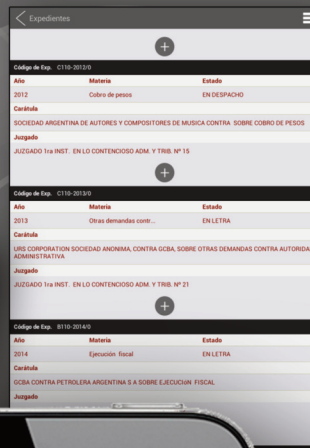 Expedientes
Código de Exp. C110-2012/0
Año Materia Estado
2012 Cobro de pesos EN DESPACHO
Carátula
SOCIEDAD ARGENTINA DE AUTORES Y COMPOSITORES DE MUSICA CONTRA SOBRE COBRO DE PESOS
Juzgado
JUZGADO 1ra INST. EN LO CONTENCIOSO ADM. Y TRIB. Nº 15
Código de Exp. C110-2013/0
Año Materia Estado
2013 Otras demandas contr... EN LETRA
Carátula
URS CORPORATION SOCIEDAD ANONIMA, CONTRA GCBA, SOBRE OTRAS DEMANDAS CONTRA AUTORIDA
ADMINISTRATIVA
Juzgado
JUZGADO 1ra INST. EN LO CONTENCIOSO ADM. Y TRIB. Nº 21
Código de Exp. B110-2014/0
Año Materia Estado
2014 Ejecución fiscal EN LETRA
Carátula
GCBA CONTRA PETROLERA ARGENTINA S A SOBRE EJECUCIóN FISCAL
Juzgado